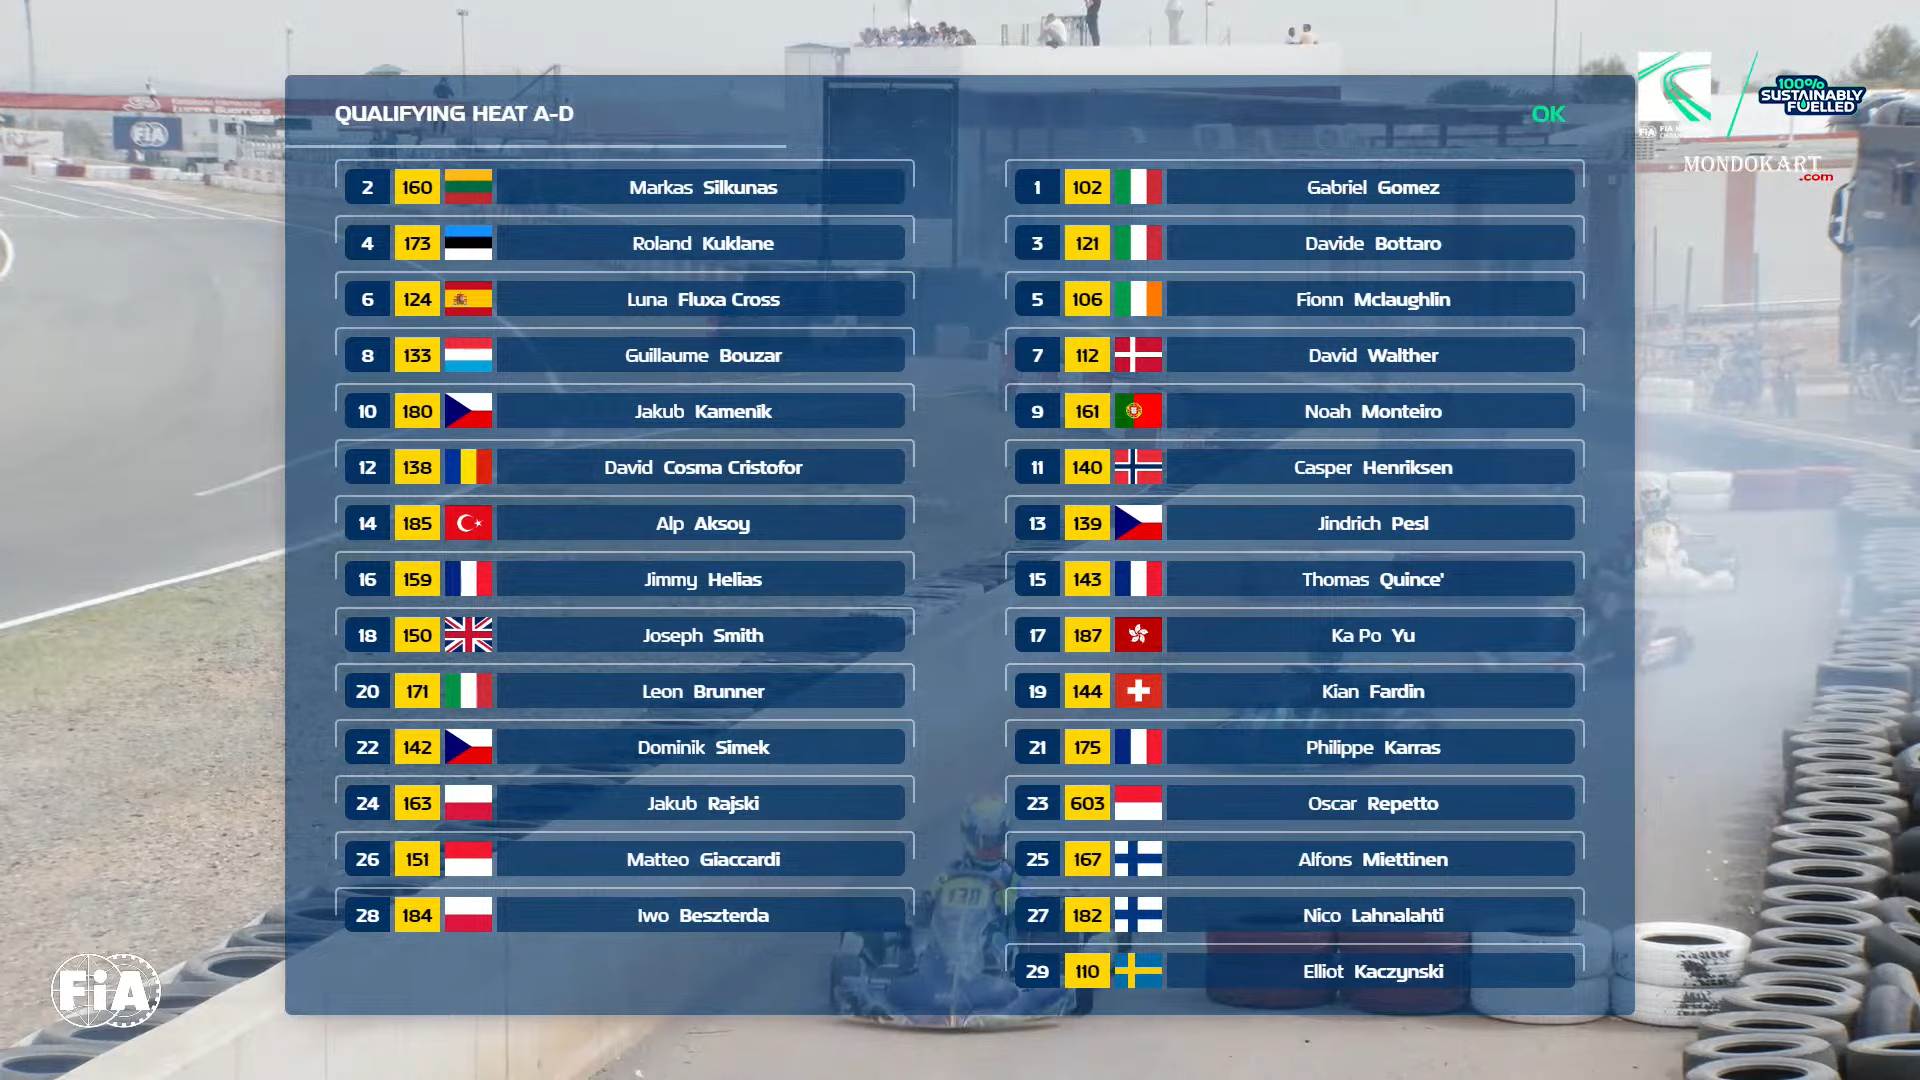 QUALIFYING HEAT A-D
OK
2 160 Markas Silkunas
4 173 Roland Kuklane
6 124 Luna Fluxa Cross
8 133 Guillaume Bouzar
10 180 Jakub Kamenik
12 138 David Cosma Cristofor
14 185 Alp Aksoy
16 159 Jimmy Helias
18 150 Joseph Smith
20 171 Leon Brunner
22 142 Dominik Simek
24 163 Jakub Rajski
26 151 Matteo Giaccardi
28 184 Iwo Beszterda
1 102 Gabriel Gomez
3 121 Davide Bottaro
5 106 Fionn Mclaughlin
7 112 David Walther
9 161 Noah Monteiro
11 140 Casper Henriksen
13 139 Jindrich Pesl
15 143 Thomas Quince'
17 187 Ka Po Yu
19 144 Kian Fardin
21 175 Philippe Karras
23 603 Oscar Repetto
25 167 Alfons Miettinen
27 182 Nico Lahnalahti
29 110 Elliot Kaczynski
100%
SUSTAINABLY
FUELLED
FIA
MONDOKART
.com
FIA
130
FiA